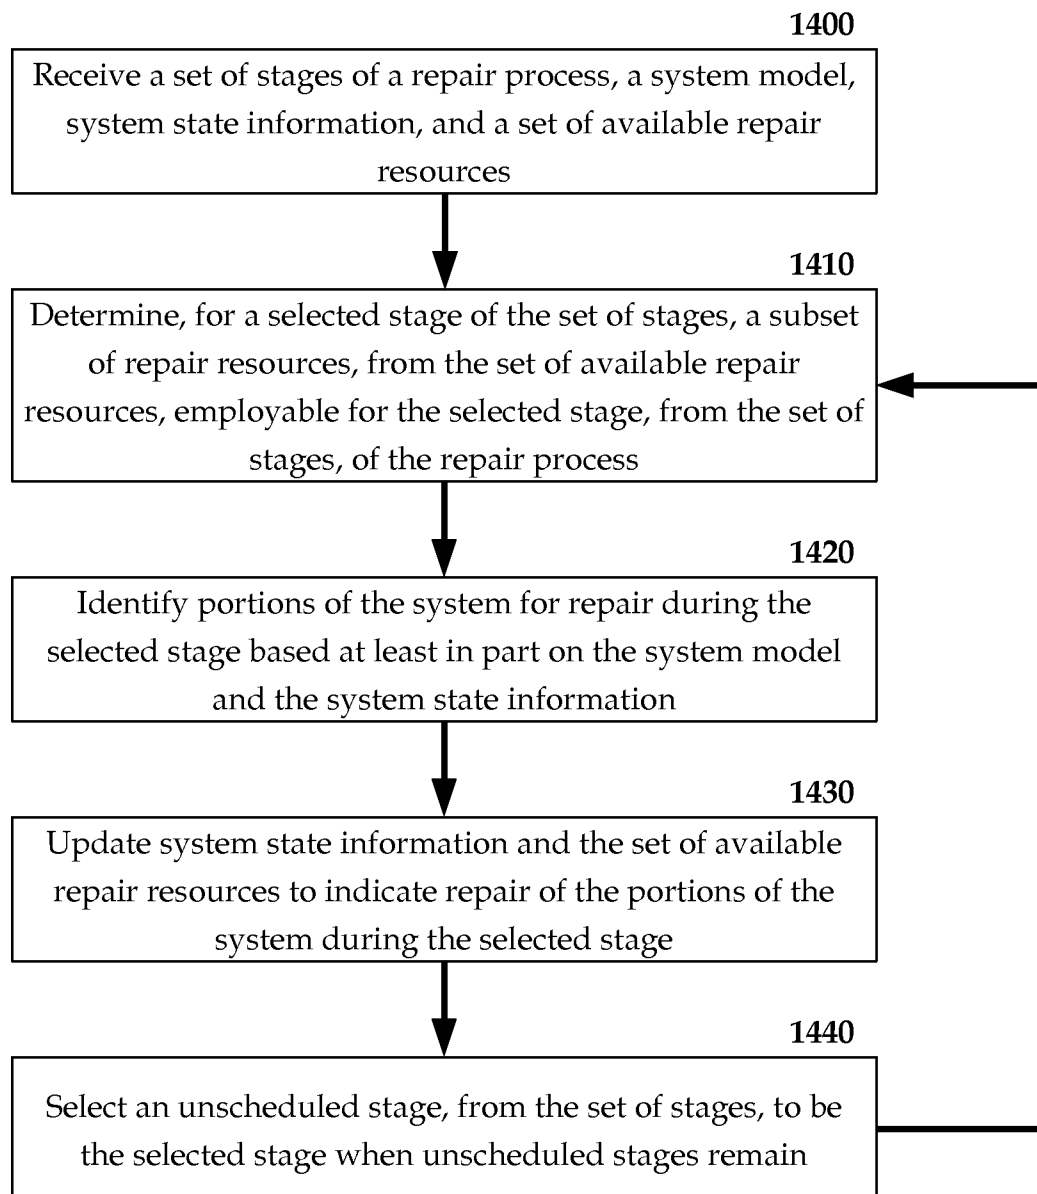 1400
Receive a set of stages of a repair process, a system model,
system state information, and a set of available repair
resources
1410
Determine, for a selected stage of the set of stages, a subset
of repair resources, from the set of available repair
resources, employable for the selected stage, from the set of
stages, of the repair process
1420
Identify portions of the system for repair during the
selected stage based at least in part on the system model
and the system state information
1430
Update system state information and the set of available
repair resources to indicate repair of the portions of the
system during the selected stage
1440
Select an unscheduled stage, from the set of stages, to be
the selected stage when unscheduled stages remain